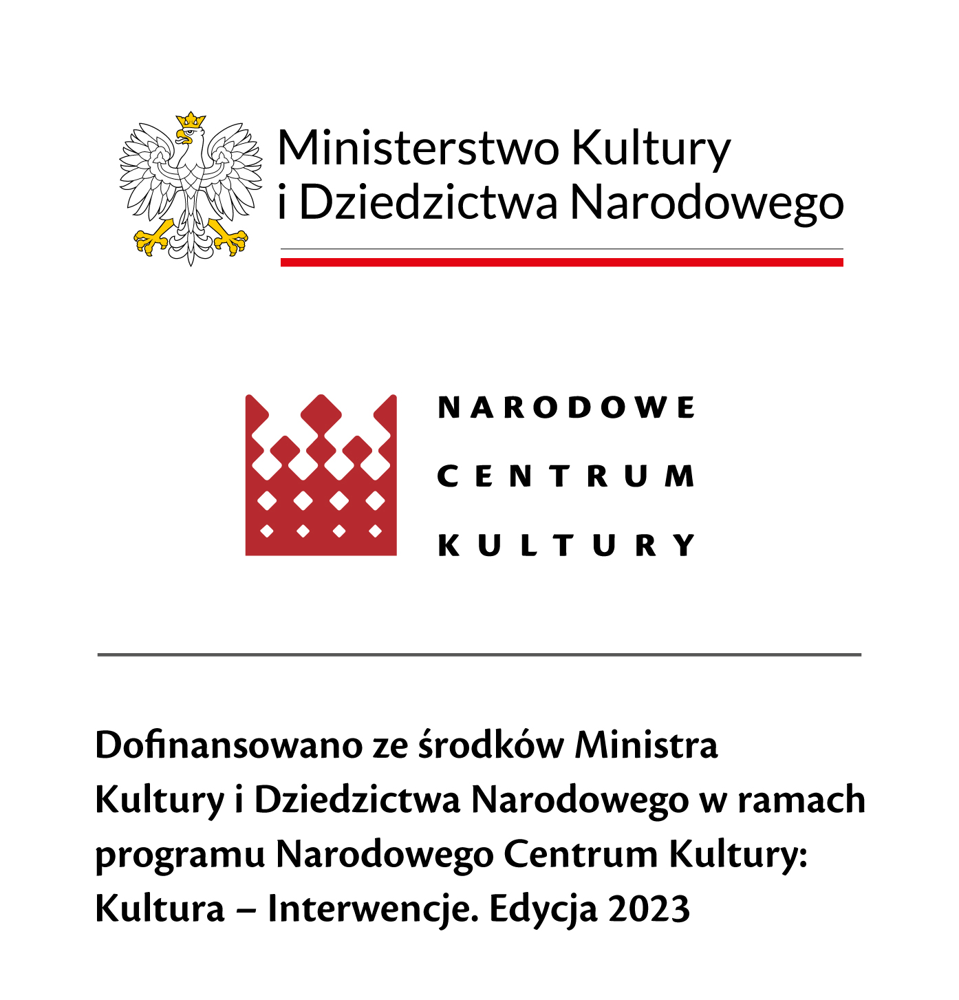 Ministerstwo Kultury
i Dziedzictwa Narodowego
NARODOWE
CENTRUM
KULTURY
Dofinansowano ze środków Ministra
Kultury i Dziedzictwa Narodowego w ramach
programu Narodowego Centrum Kultury:
Kultura – Interwencje. Edycja 2023